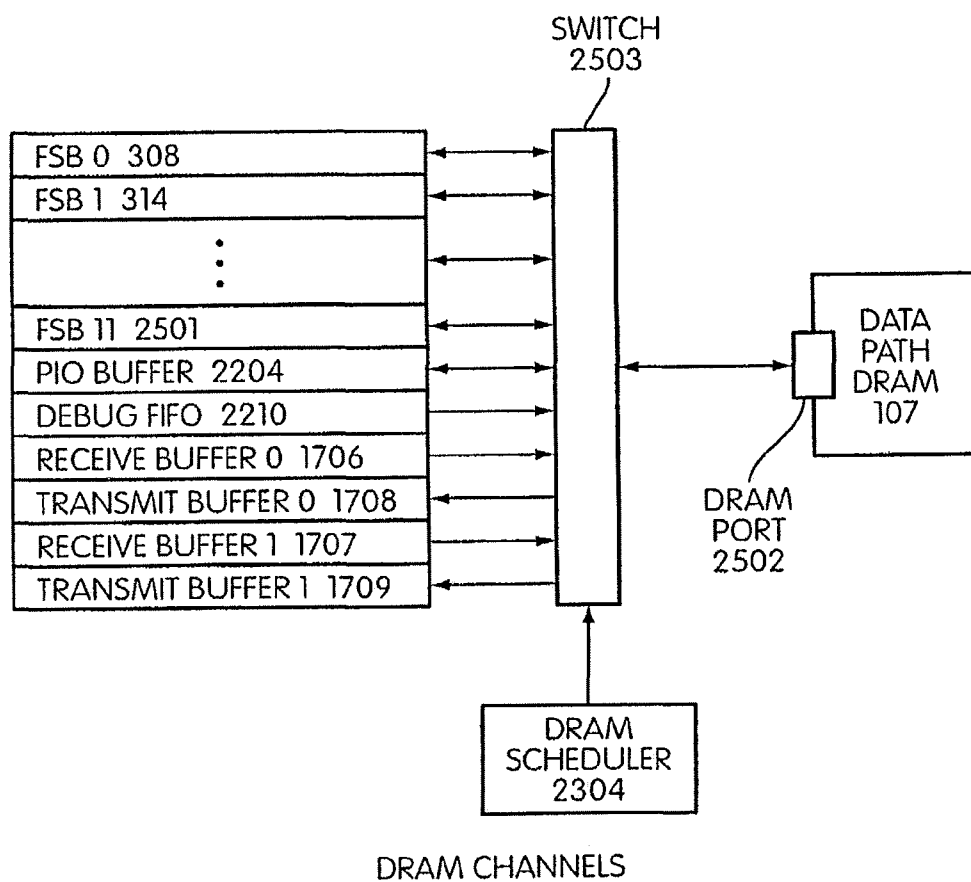 SWITCH
2503
FSB 0 308
FSB 1 314
FSB 11 2501
PIO BUFFER 2204
DEBUG FIFO 2210
RECEIVE BUFFER 0 1706
TRANSMIT BUFFER 0 1708
RECEIVE BUFFER 1 1707
TRANSMIT BUFFER 1 1709
DATA
PATH
DRAM
107
DRAM
PORT
2502
DRAM
SCHEDULER
2304
DRAM CHANNELS